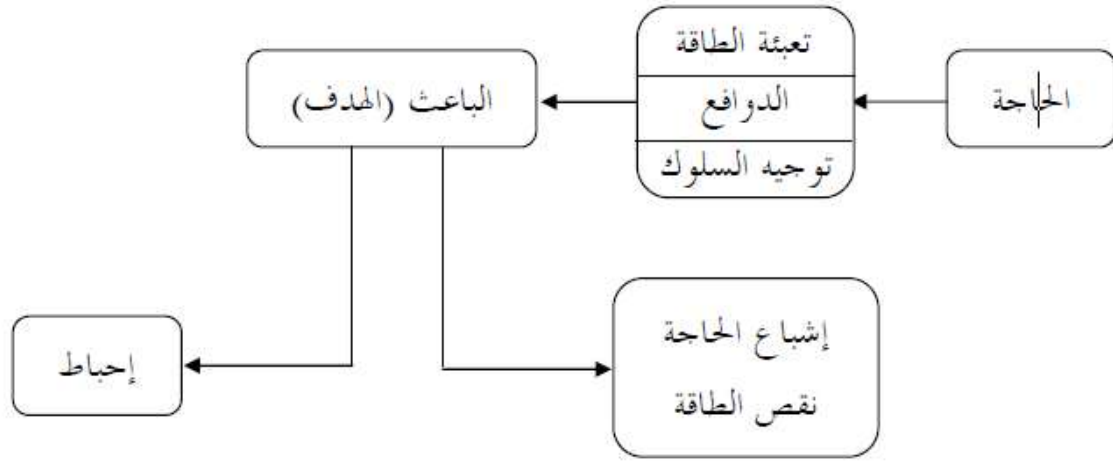 الحاجة
تعبئة الطاقة
الدوافع
توجيه السلوك
الباعث (الهدف)
إشباع الحاجة
نقص الطاقة
إحباط